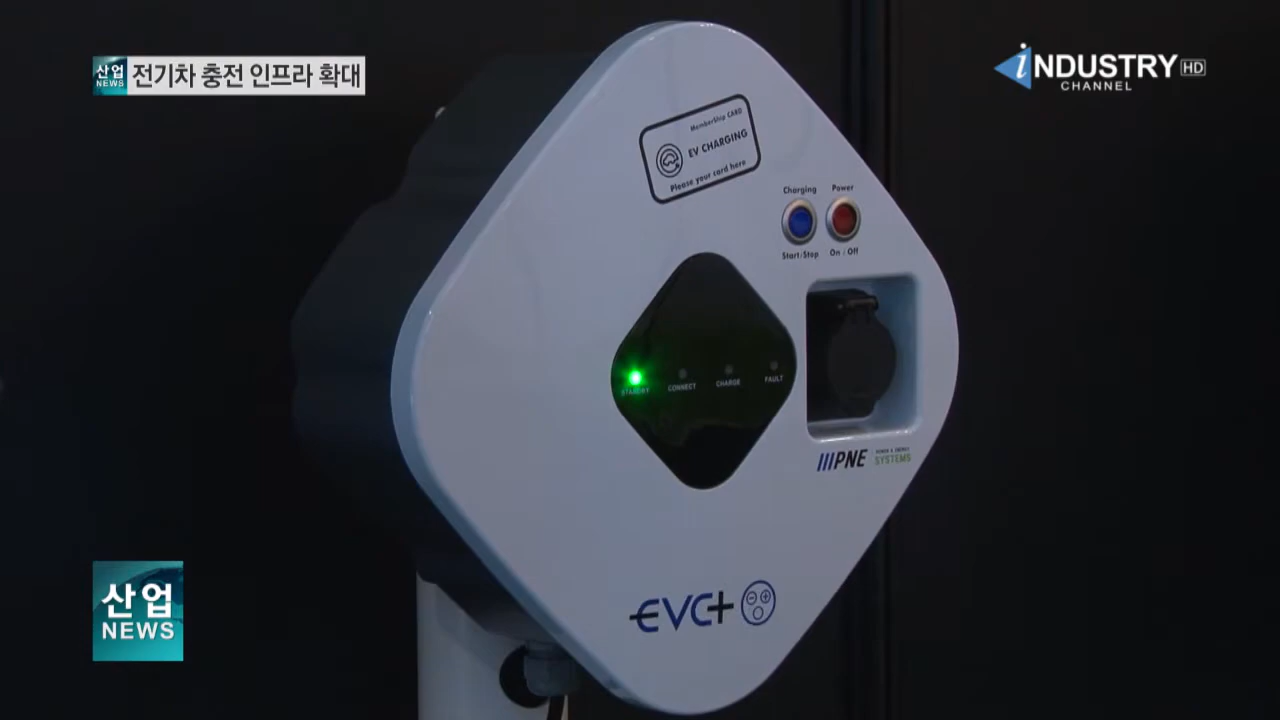 산업
NEWS
전기차 충전 인프라 확대
iNDUSTRY HD
CHANNEL
MemberShip CARD
EV CHARGING
Please your card here
Charging
Power
Start/Stop
On / Off
STANDBY
CONNECT
CHARGE
FAULT
PNE
POWER & ENERGY
SYSTEMS
EVC+
산업
NEWS